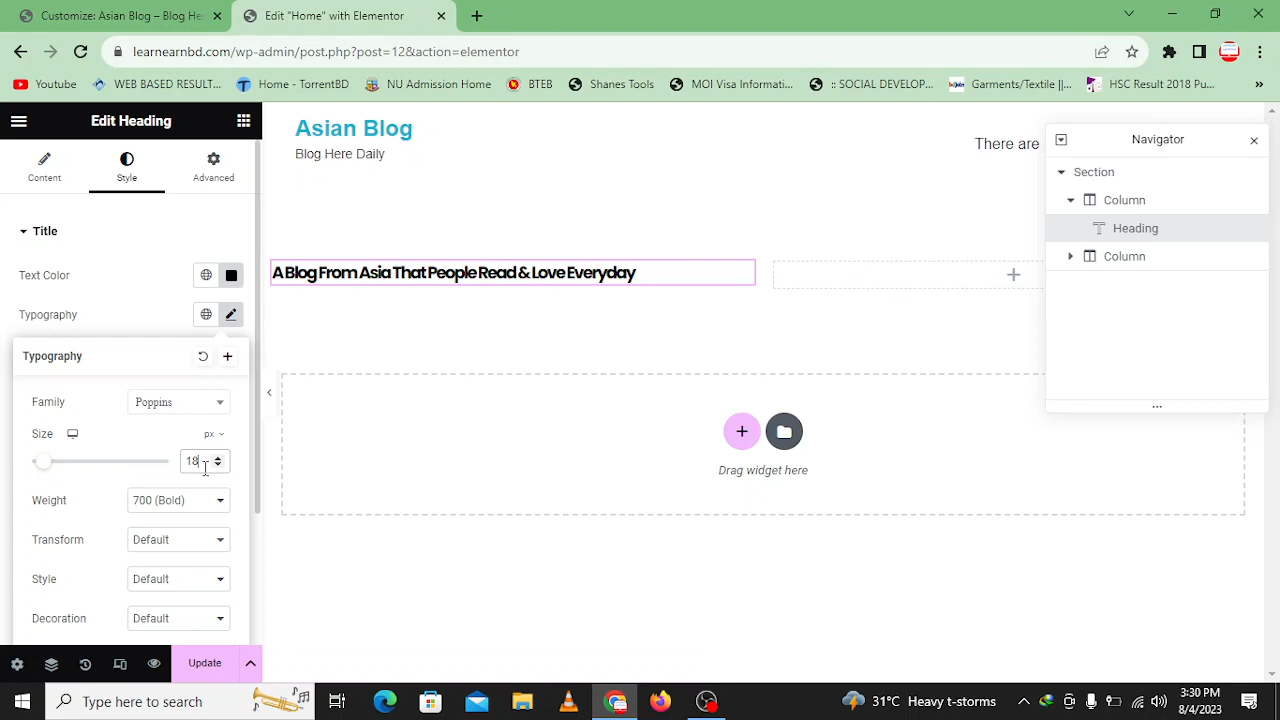 Customize: Asian Blog – Blog He
Edit "Home" with Elementor
learnearnbd.com/wp-admin/post.php?post=12&action=elementor
Youtube
WEB BASED RESULT...
Home - TorrentBD
NU Admission Home
BTEB
Shanes Tools
MOI Visa Informati...
:: SOCIAL DEVELOP...
Garments/Textile ||...
HSC Result 2018 Pu...
Edit Heading
Content
Style
Advanced
Title
Text Color
Typography
Typography
Family
Poppins
Size
px
18
Weight
700 (Bold)
Transform
Default
Style
Default
Decoration
Default
Update
Asian Blog
Blog Here Daily
There are
A Blog From Asia That People Read & Love Everyday
Drag widget here
Navigator
Section
Column
Heading
Column
Type here to search
31°C Heavy t-storms
3:30 PM
8/4/2023